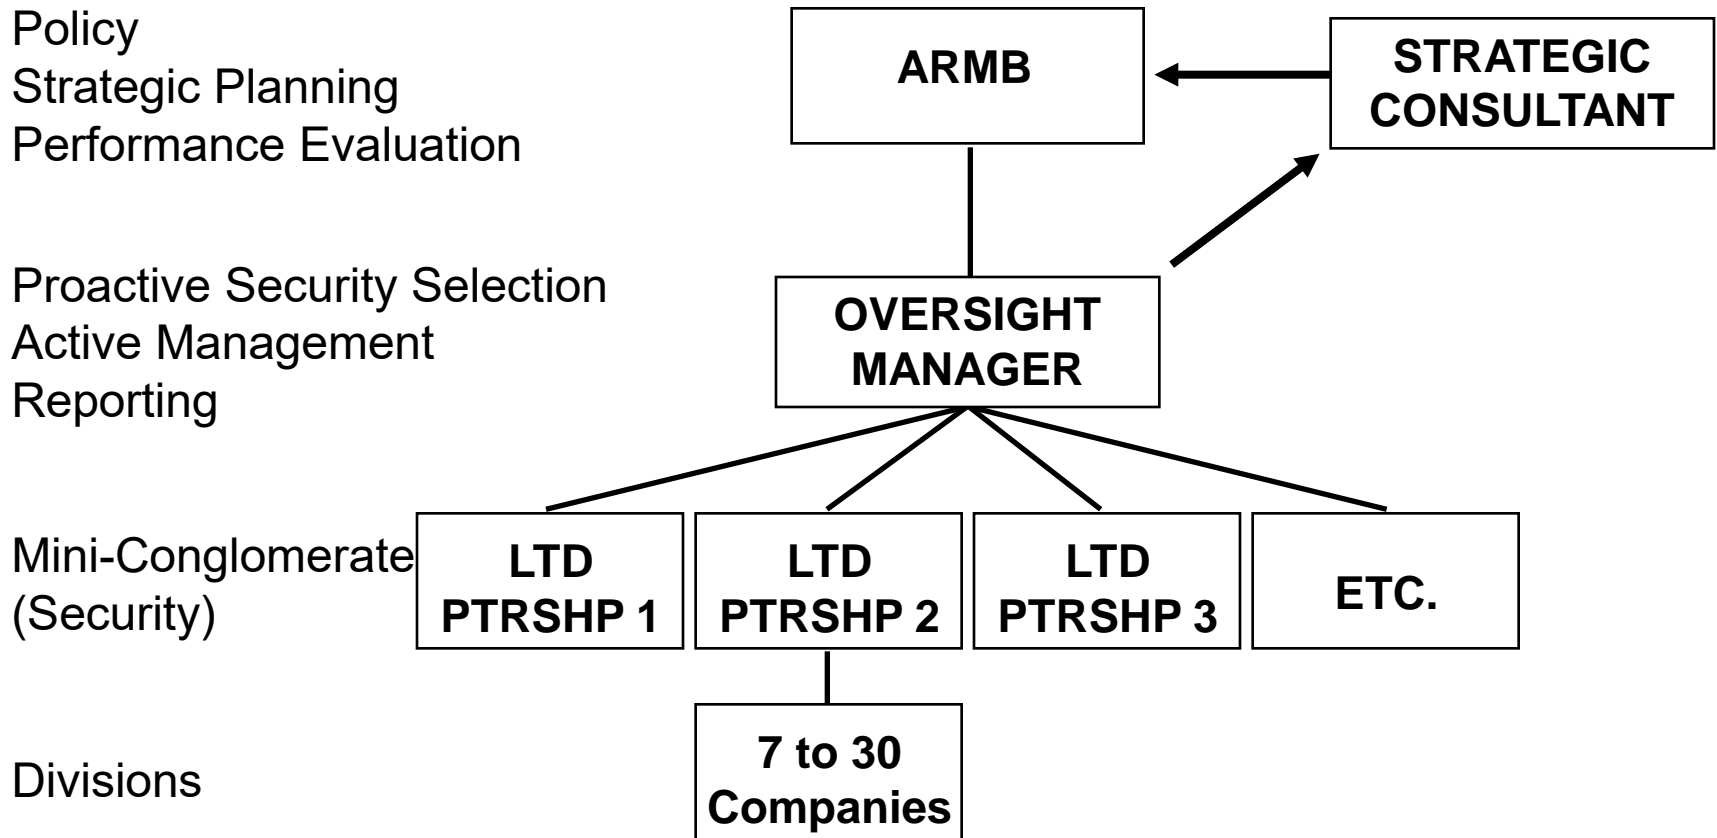 Policy
Strategic Planning
Performance Evaluation
ARMB
STRATEGIC
CONSULTANT
Proactive Security Selection
Active Management
Reporting
OVERSIGHT
MANAGER
Mini-Conglomerate
(Security)
LTD
PTRSHP 1
LTD
PTRSHP 2
LTD
PTRSHP 3
ETC.
Divisions
7 to 30
Companies